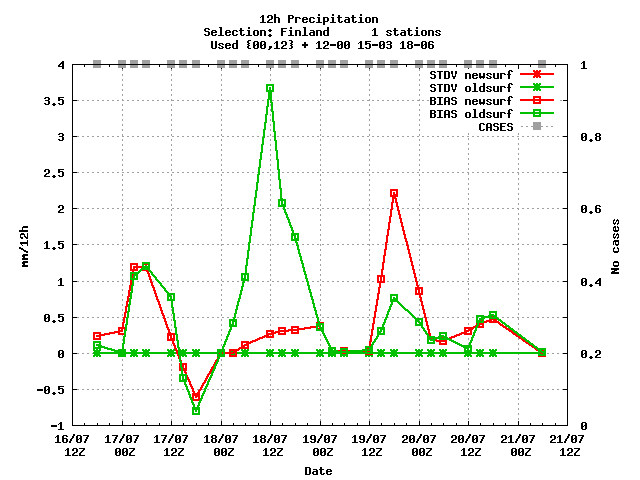 12h Precipitation
Selection: Finland 1 stations
Used {00,12} + 12-00 15-03 18-06
STDV newsurf
STDV oldsurf
BIAS newsurf
BIAS oldsurf
CASES
4
3.5
3
2.5
2
1.5
1
0.5
0
-0.5
-1
mm/12h
1
0.8
0.6
0.4
0.2
0
No cases
16/07 17/07 17/07 18/07 18/07 19/07 19/07 20/07 20/07 21/07 21/07
12Z 00Z 12Z 00Z 12Z 00Z 12Z 00Z 12Z 00Z 12Z
Date